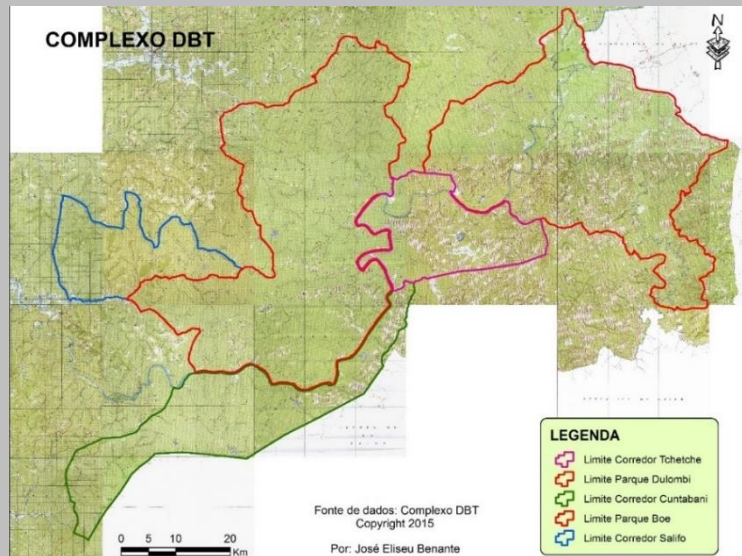 COMPLEXO DBT
N
LEGENDA
Limite Corredor Tchetche
Limite Parque Dulombi
Limite Corredor Cuntabani
Limite Parque Boe
Limite Corredor Salifo
Fonte de dados: Complexo DBT
Copyright 2015
Por: José Eliseu Benante
0 5 10 20
Km